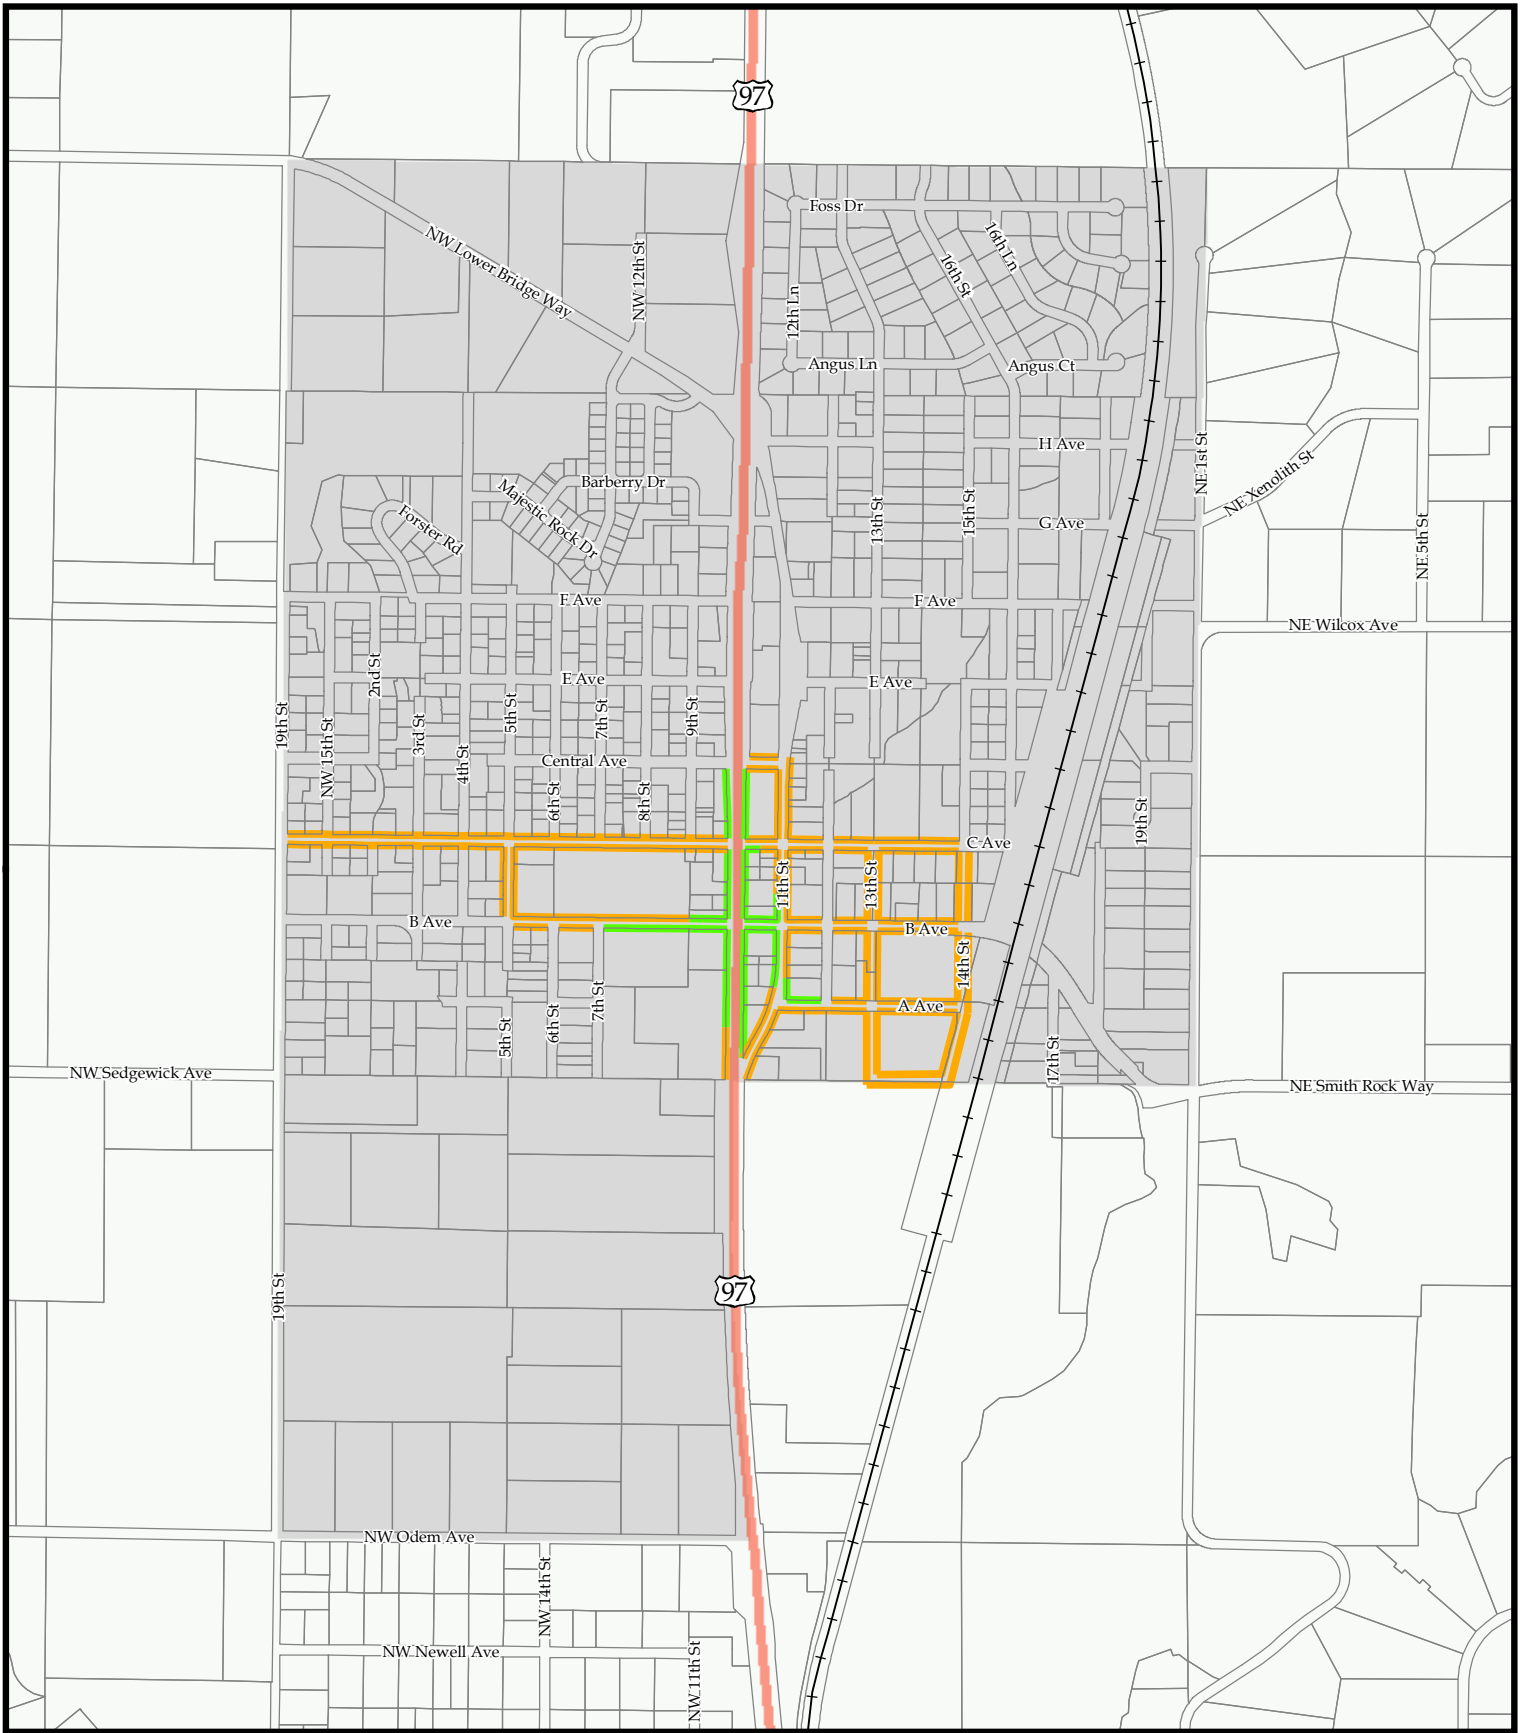 97
Foss Dr
NW Lower Bridge Way
NW 12th St
16th Ln
16th St
12th Ln
Angus Ln
Angus Ct
H Ave
NE 1st St
NE Xenolith St
Barberry Dr
Majestic Rock Dr
Forster Rd
13th St
15th St
G Ave
NE 5th St
F Ave
F Ave
NE Wilcox Ave
2nd St
E Ave
E Ave
19th St
NW 15th St
3rd St
4th St
5th St
7th St
9th St
Central Ave
6th St
8th St
19th St
C Ave
11th St
13th St
B Ave
B Ave
14th St
7th St
A Ave
5th St
6th St
17th St
NW Sedgewick Ave
NE Smith Rock Way
97
19th St
NW Odem Ave
NW 14th St
NW Newell Ave
NW 11th St